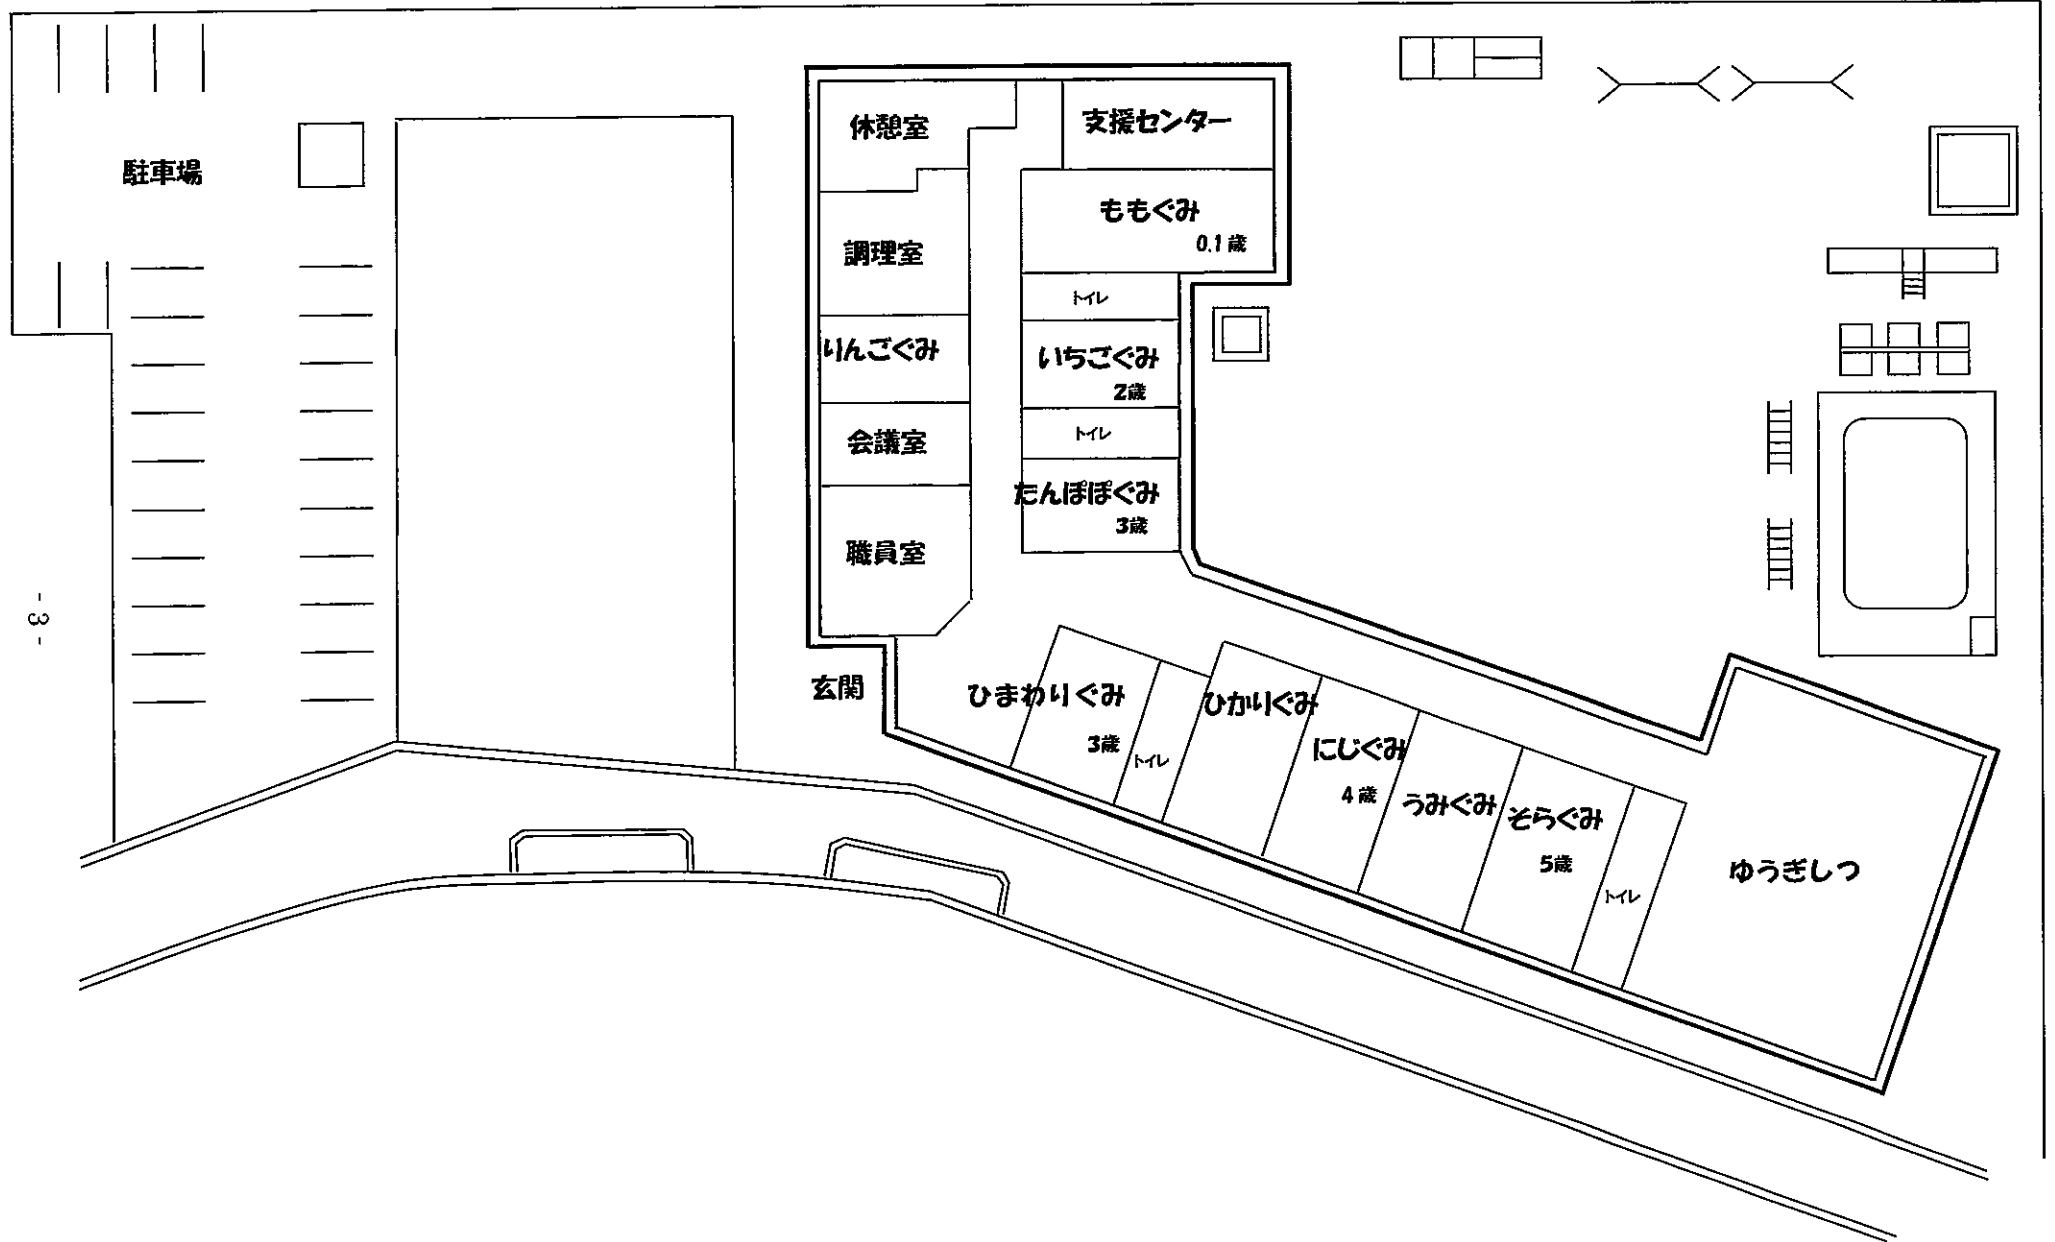 休憩室
支援センター
駐車場
ももぐみ
0.1歳
調理室
トイレ
りんごぐみ
いちごぐみ
2歳
会議室
トイレ
たんぽぽぐみ
3歳
職員室
- 3 -
玄関
ひまわりぐみ
3歳
トイレ
ひかりぐみ
にじぐみ
4歳
うみぐみ
そらぐみ
5歳
トイレ
ゆうぎしつ